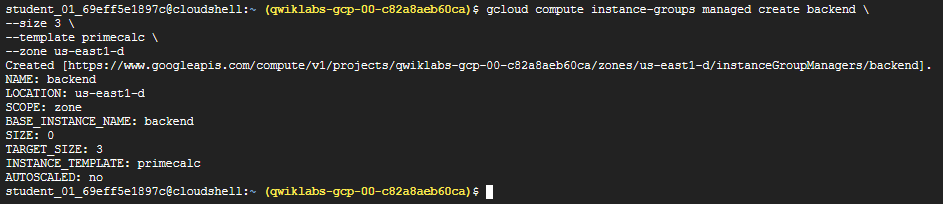 student_01_69eff5e1897c@cloudshell:~ (qwiklabs-gcp-00-c82a8aeb60ca)$ gcloud compute instance-groups managed create backend \
--size 3 \
--template primecalc \
--zone us-east1-d
Created [https://www.googleapis.com/compute/v1/projects/qwiklabs-gcp-00-c82a8aeb60ca/zones/us-east1-d/instanceGroupManagers/backend].
NAME: backend
LOCATION: us-east1-d
SCOPE: zone
BASE_INSTANCE_NAME: backend
SIZE: 0
TARGET_SIZE: 3
INSTANCE_TEMPLATE: primecalc
AUTOSCALED: no
student_01_69eff5e1897c@cloudshell:~ (qwiklabs-gcp-00-c82a8aeb60ca)$